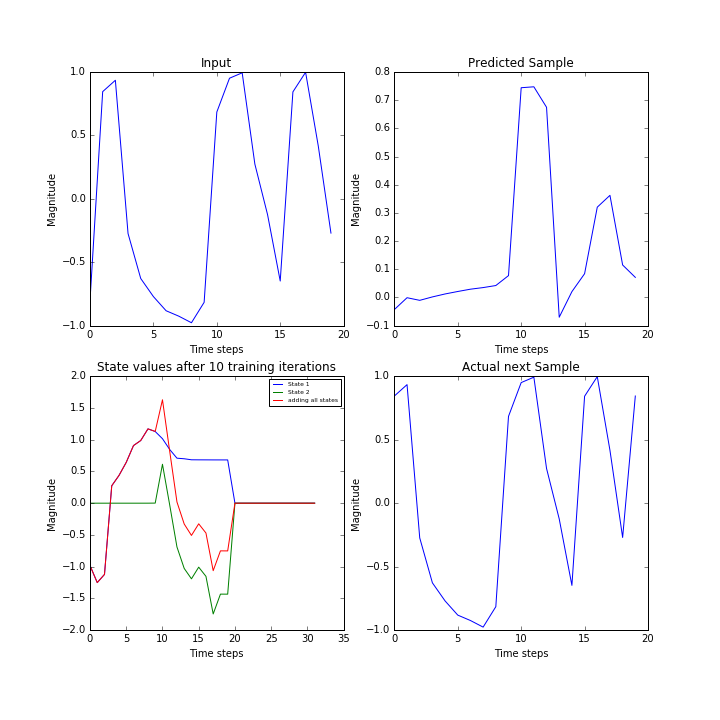 Input
1.0
0.5
0.0
−0.5
−1.0
Magnitude
0 5 10 15 20
Time steps
Predicted Sample
0.8
0.7
0.6
0.5
0.4
0.3
0.2
0.1
0.0
−0.1
Magnitude
0 5 10 15 20
Time steps
State values after 10 training iterations
2.0
1.5
1.0
0.5
0.0
−0.5
−1.0
−1.5
−2.0
Magnitude
State 1
State 2
adding all states
0 5 10 15 20 25 30 35
Time steps
Actual next Sample
1.0
0.5
0.0
−0.5
−1.0
Magnitude
0 5 10 15 20
Time steps